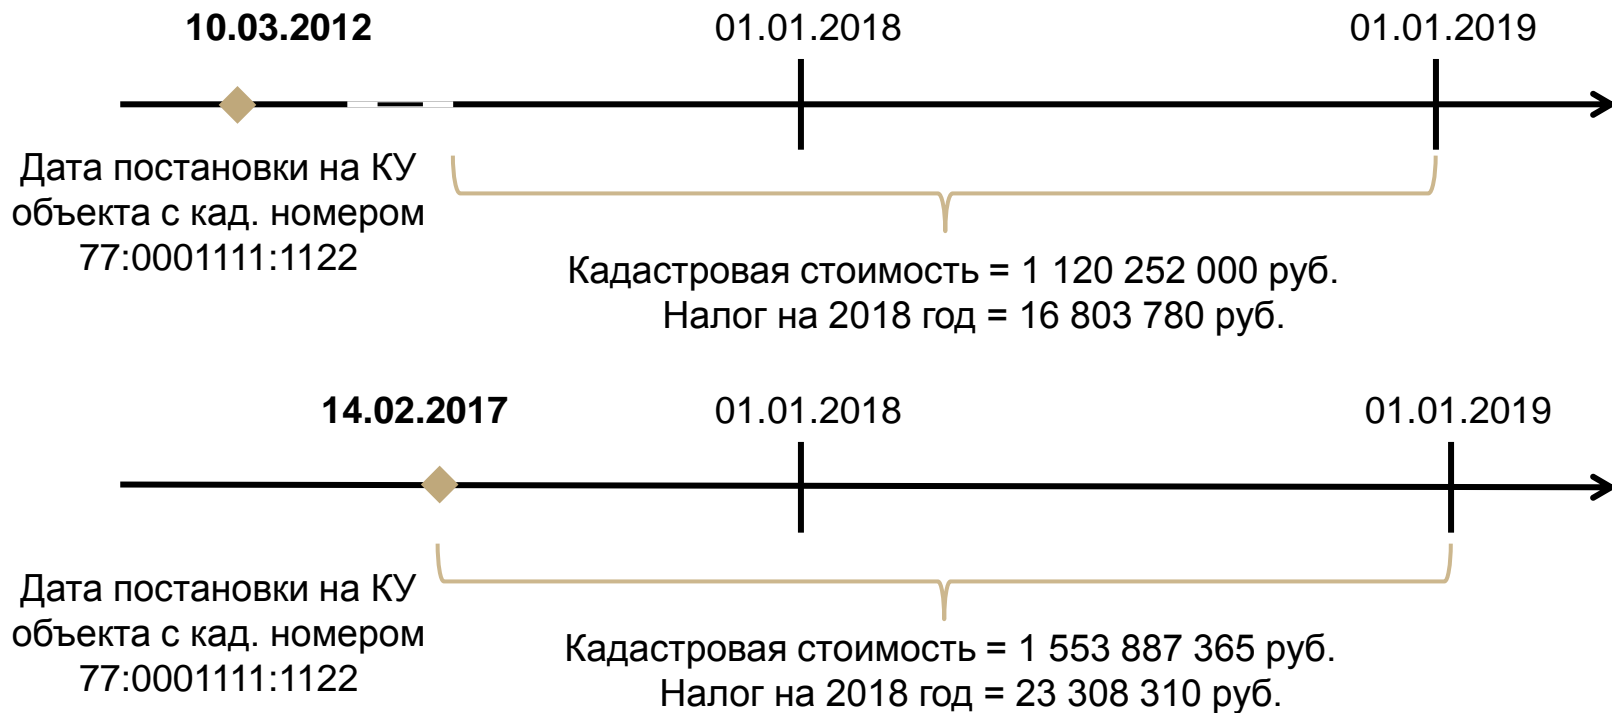 10.03.2012
01.01.2018
01.01.2019
Дата постановки на КУ
объекта с кад. номером
77:0001111:1122
Кадастровая стоимость = 1 120 252 000 руб.
Налог на 2018 год = 16 803 780 руб.
14.02.2017
01.01.2018
01.01.2019
Дата постановки на КУ
объекта с кад. номером
77:0001111:1122
Кадастровая стоимость = 1 553 887 365 руб.
Налог на 2018 год = 23 308 310 руб.